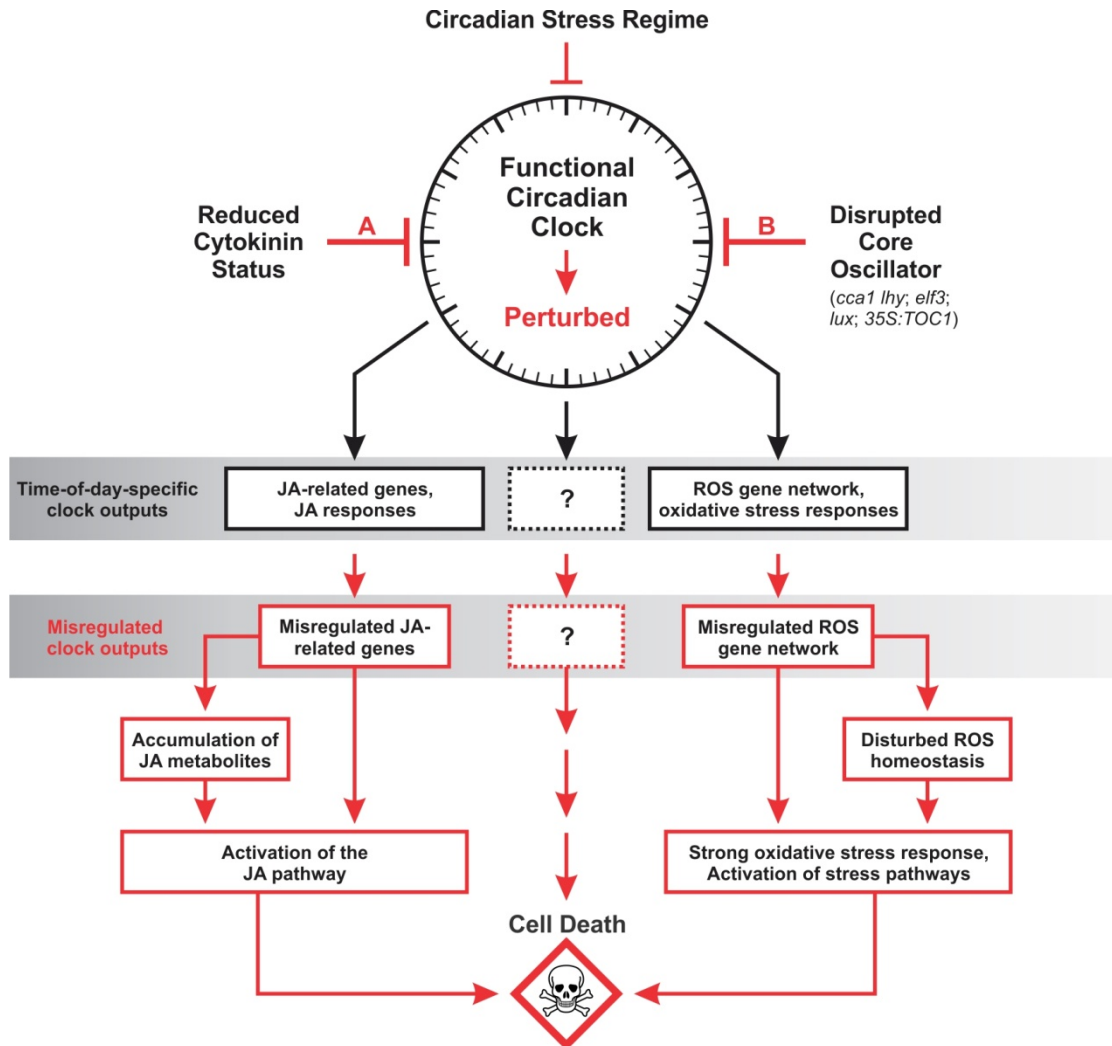 Circadian Stress Regime
Functional
Circadian
Clock
Perturbed
Reduced
Cytokinin
Status
A
B
Disrupted
Core
Oscillator
(cca1 lhy; elf3;
lux; 35S:TOC1)
Time-of-day-specific
clock outputs
JA-related genes,
JA responses
?
ROS gene network,
oxidative stress responses
Misregulated
clock outputs
Misregulated JA-
related genes
?
Misregulated ROS
gene network
Accumulation of
JA metabolites
Disturbed ROS
homeostasis
Activation of the
JA pathway
Strong oxidative stress response,
Activation of stress pathways
Cell Death